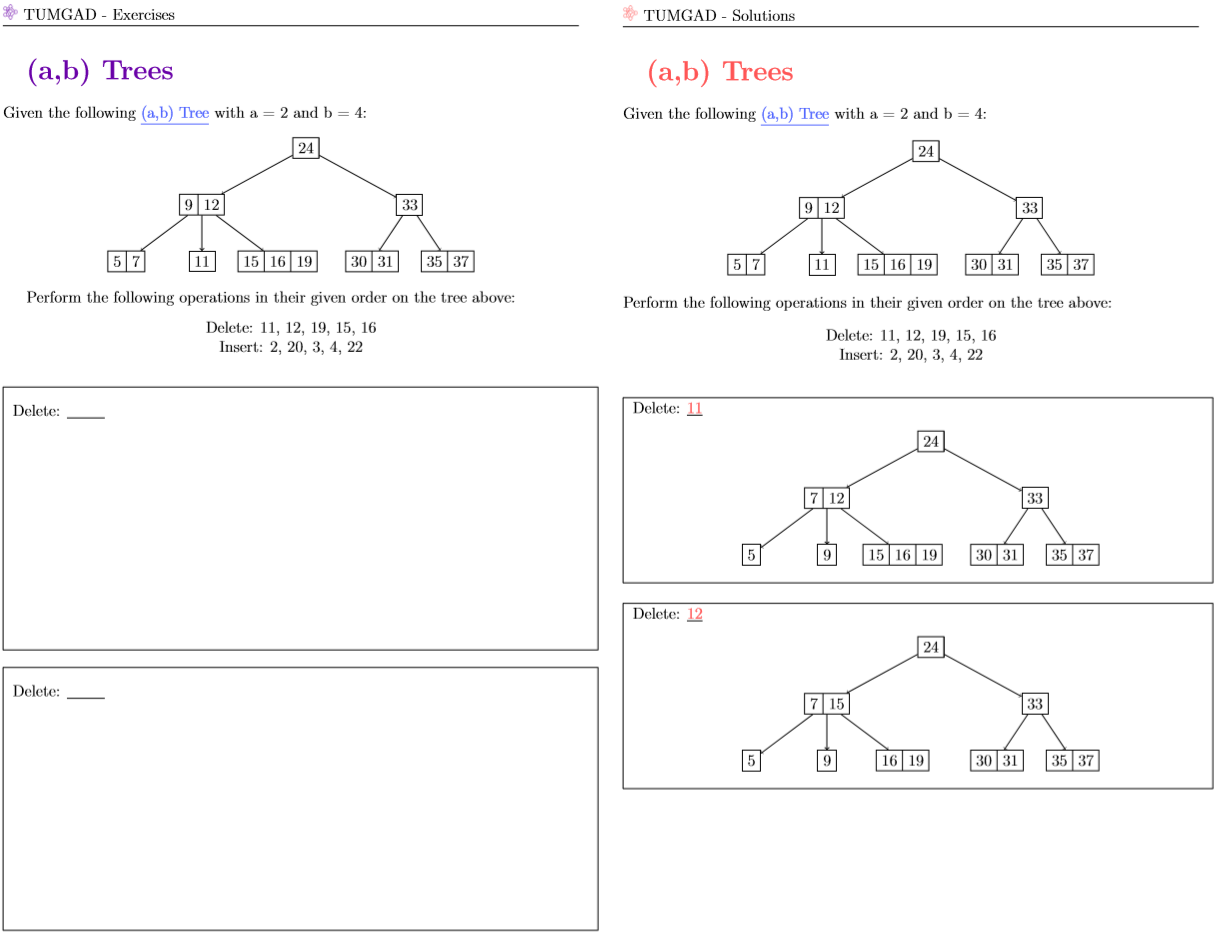 TUMGAD - Exercises
(a,b) Trees
Given the following (a,b) Tree with a = 2 and b = 4:
24
9 12
33
5 7
11
15 16 19
30 31
35 37
Perform the following operations in their given order on the tree above:
Delete: 11, 12, 19, 15, 16
Insert: 2, 20, 3, 4, 22
Delete:
Delete:
TUMGAD - Solutions
(a,b) Trees
Given the following (a,b) Tree with a = 2 and b = 4:
24
9 12
33
5 7
11
15 16 19
30 31
35 37
Perform the following operations in their given order on the tree above:
Delete: 11, 12, 19, 15, 16
Insert: 2, 20, 3, 4, 22
Delete: 11
24
7 12
33
5
9
15 16 19
30 31
35 37
Delete: 12
24
7 15
33
5
9
16 19
30 31
35 37